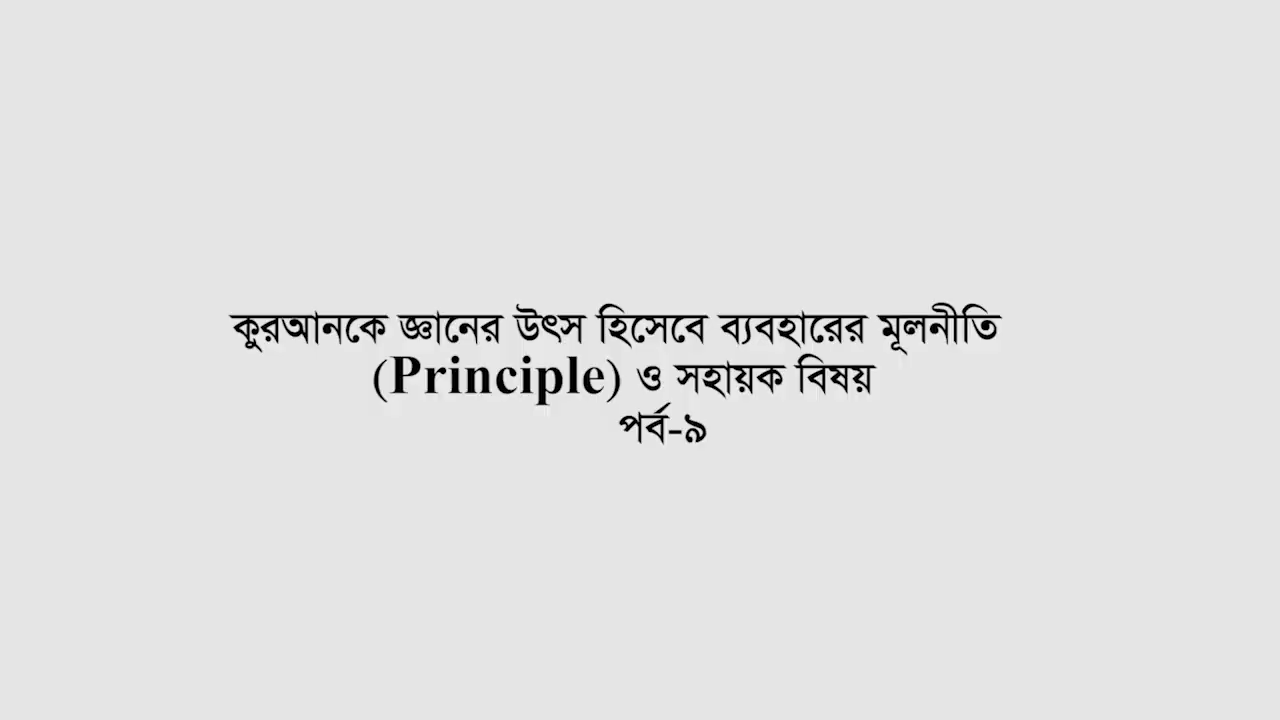 কুরআনকে জ্ঞানের উৎস হিসেবে ব্যবহারের মূলনীতি
(Principle) ও সহায়ক বিষয়
পর্ব-৯